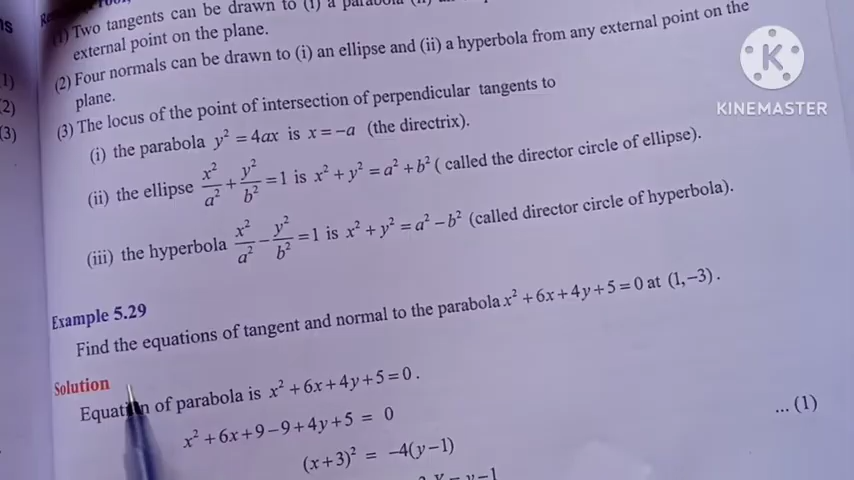 (1) Two tangents can be drawn to (i) a parabola (ii)
external point on the plane.
(2) Four normals can be drawn to (i) an ellipse and (ii) a hyperbola from any external point on the
plane.
(3) The locus of the point of intersection of perpendicular tangents to
(i) the parabola y² = 4ax is x = −a (the directrix).
(ii) the ellipse x²/a² + y²/b² = 1 is x² + y² = a² + b² ( called the director circle of ellipse).
(iii) the hyperbola x²/a² − y²/b² = 1 is x² + y² = a² − b² (called director circle of hyperbola).
Example 5.29
Find the equations of tangent and normal to the parabola x² + 6x + 4y + 5 = 0 at (1, −3).
Solution
Equation of parabola is x² + 6x + 4y + 5 = 0.
x² + 6x + 9 − 9 + 4y + 5 = 0
(x + 3)² = −4(y − 1) ... (1)
1)
(2)
(3)
KINEMASTER